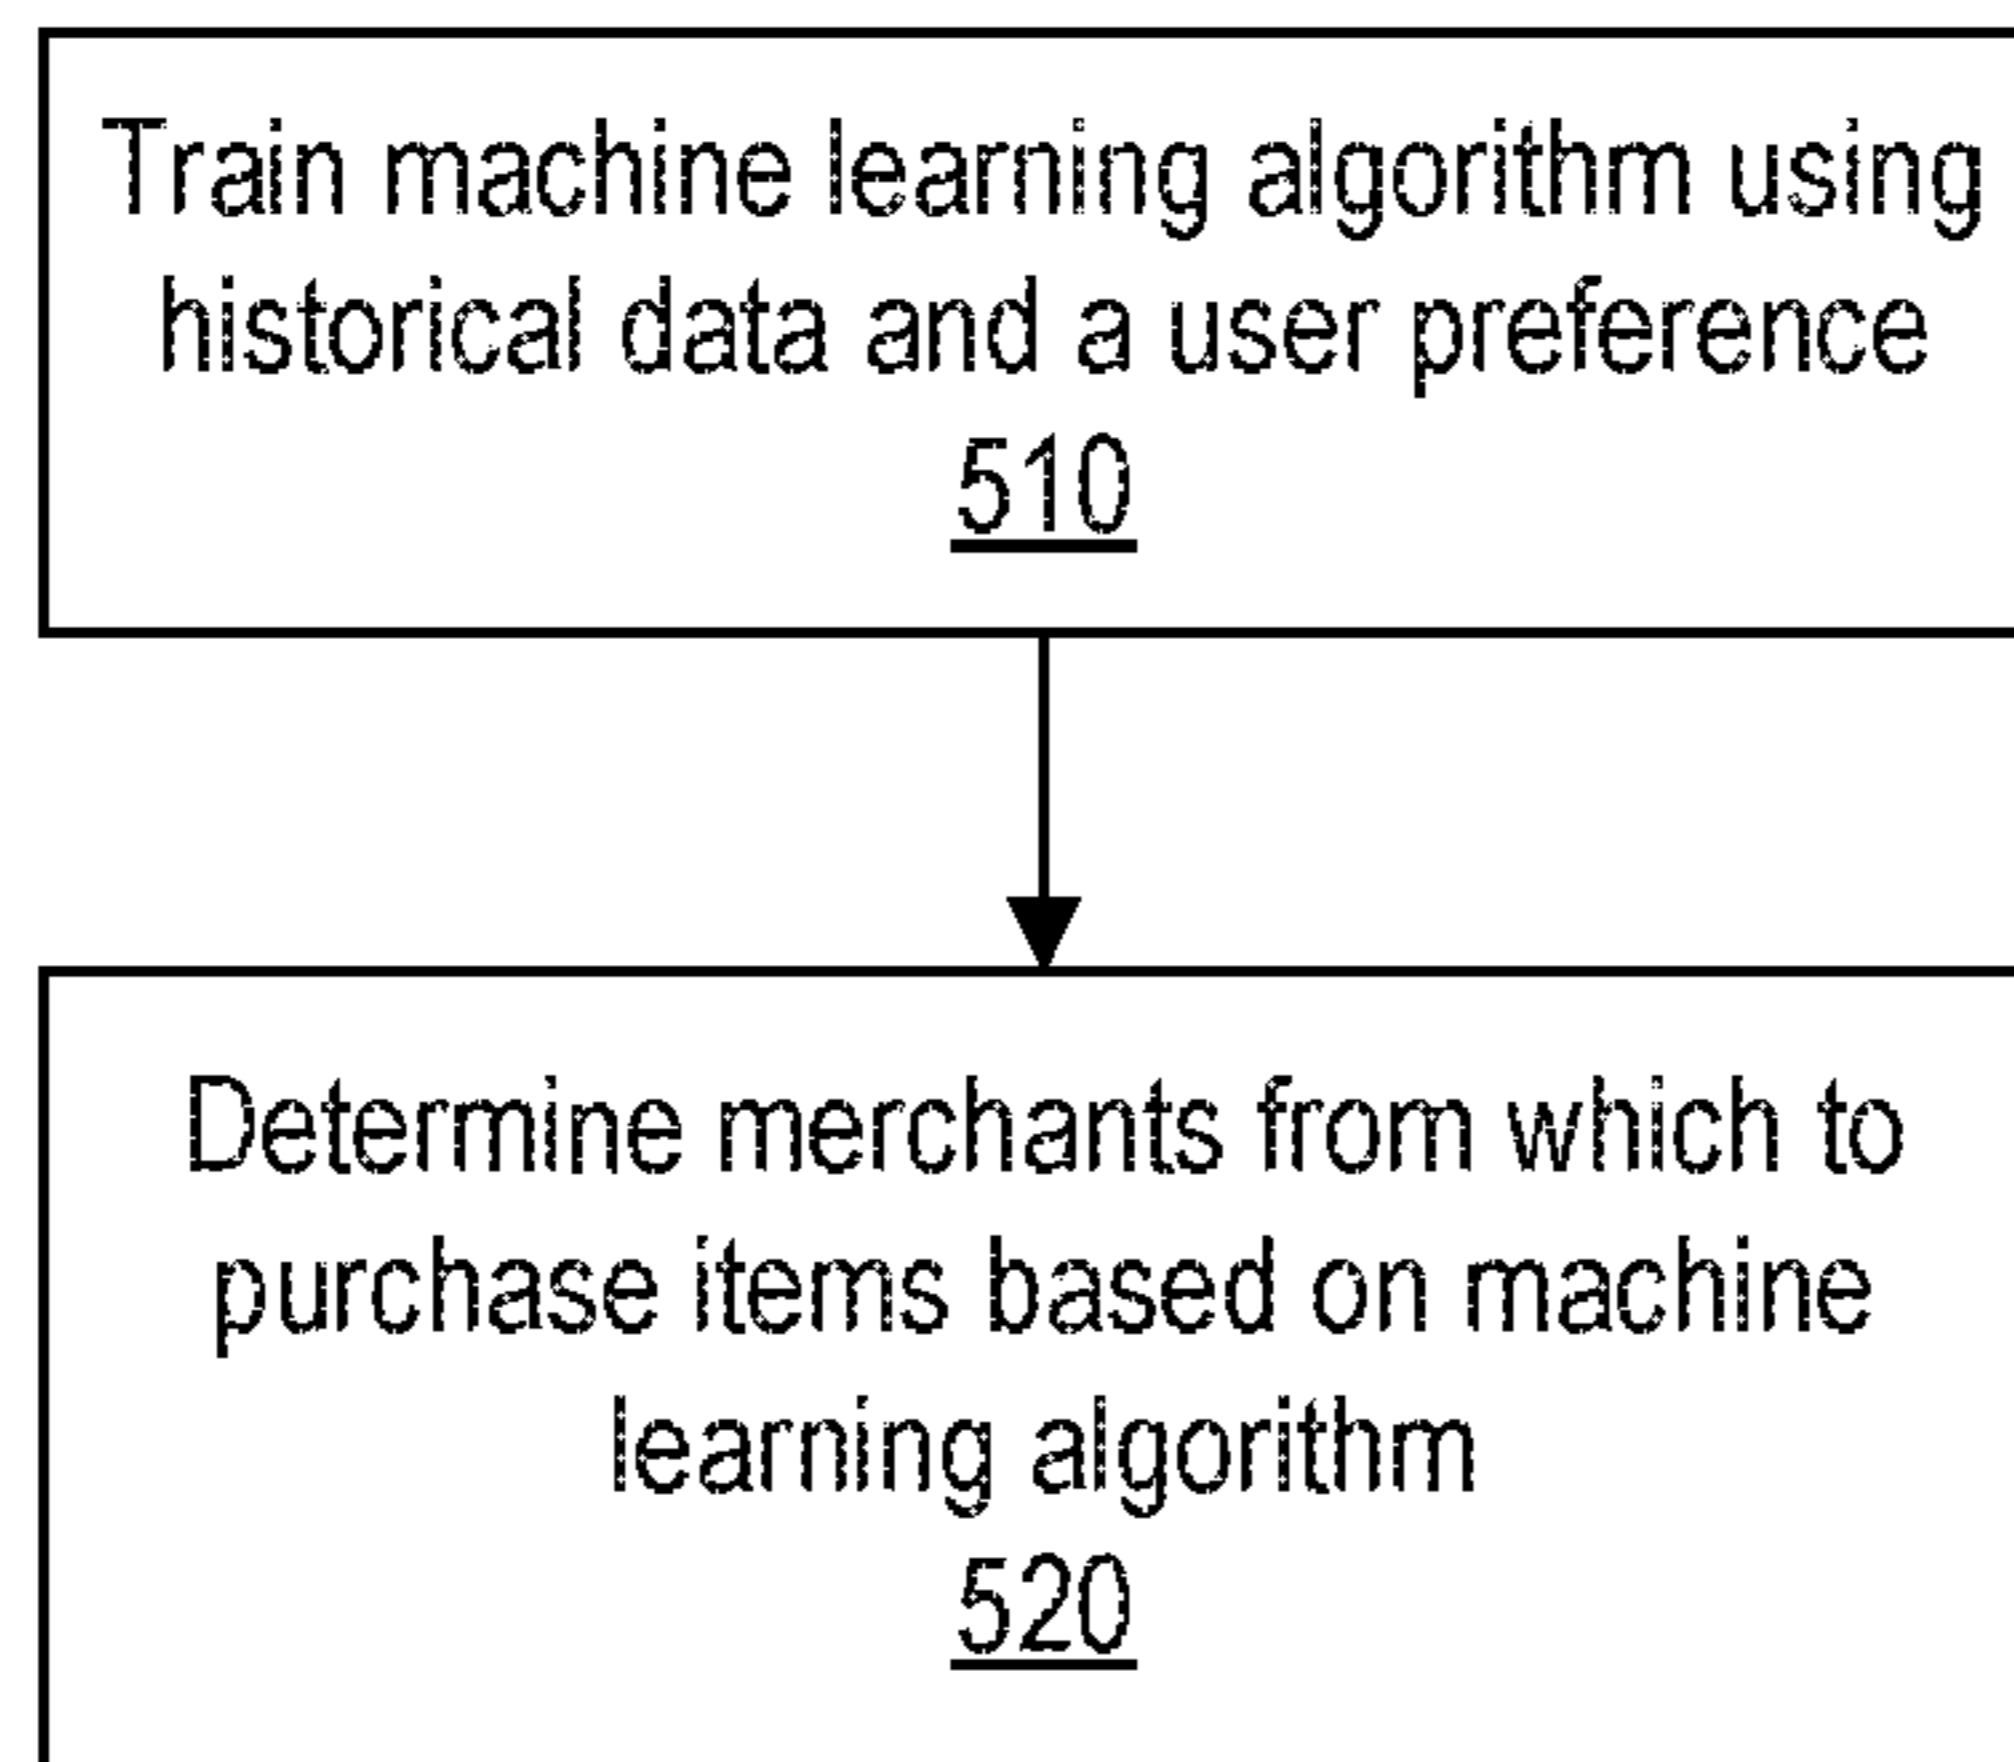 Train machine learning algorithm using
historical data and a user preference
510
Determine merchants from which to
purchase items based on machine
learning algorithm
520